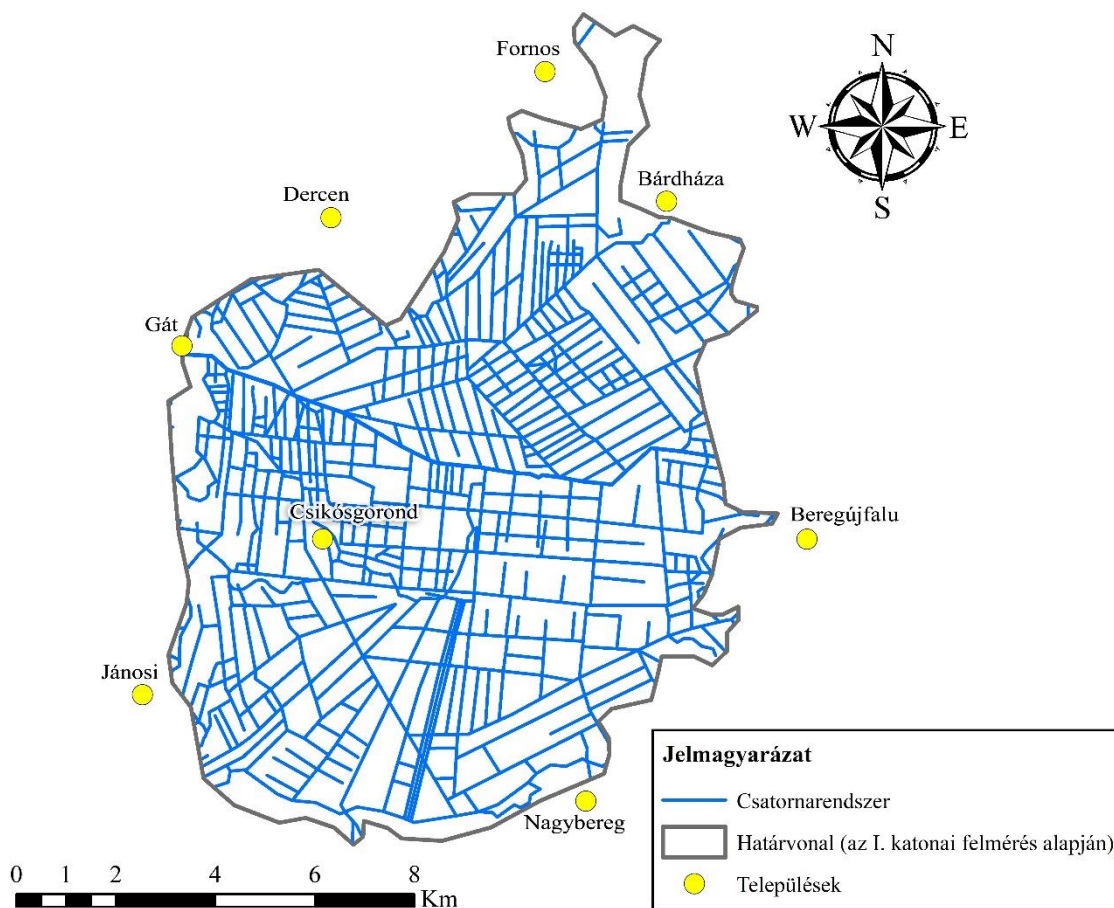 Fornos
N
W
E
S
Bárdháza
Dercen
Gát
Csikósgorond
Beregújfalu
Jánosi
Nagybereg
Jelmagyarázat
Csatornarendszer
Határvonal (az I. katonai felmérés alapján)
Települések
0 1 2 4 6 8
Km